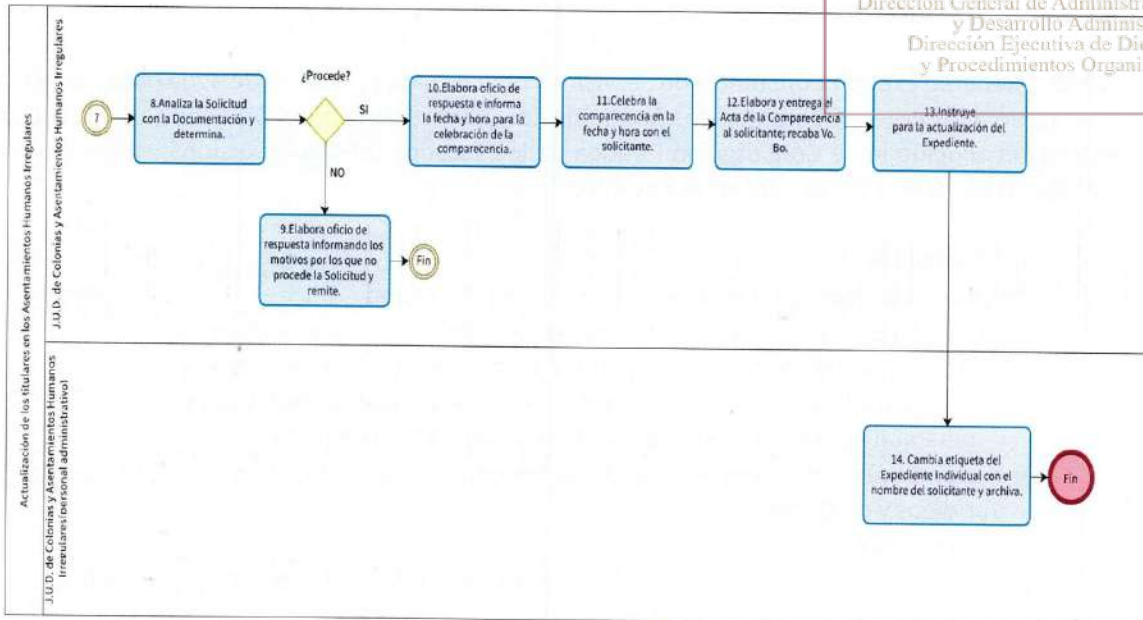 Dirección General de Administr
y Desarrollo Adminis
Dirección Ejecutiva de Di
y Procedimientos Organi
Actualización de los titulares en los Asentamientos Humanos Irregulares
J.U.D. de Colonias y Asentamientos Humanos Irregulares
7
8.Analiza la Solicitud
con la Documentación y
determina.
¿Procede?
SI
NO
10.Elabora oficio de
respuesta e informa
la fecha y hora para la
celebración de la
comparecencia.
11.Celebra la
comparecencia en la
fecha y hora con el
solicitante.
12.Elabora y entrega el
Acta de la Comparecencia
al solicitante; recaba Vo.
Bo.
13.Instruye
para la actualización del
Expediente.
9.Elabora oficio de
respuesta informando los
motivos por los que no
procede la Solicitud y
remite.
Fin
J.U.D. de Colonias y Asentamientos Humanos
Irregulares(personal administrativo)
14. Cambia etiqueta del
Expediente Individual con el
nombre del solicitante y archiva.
Fin